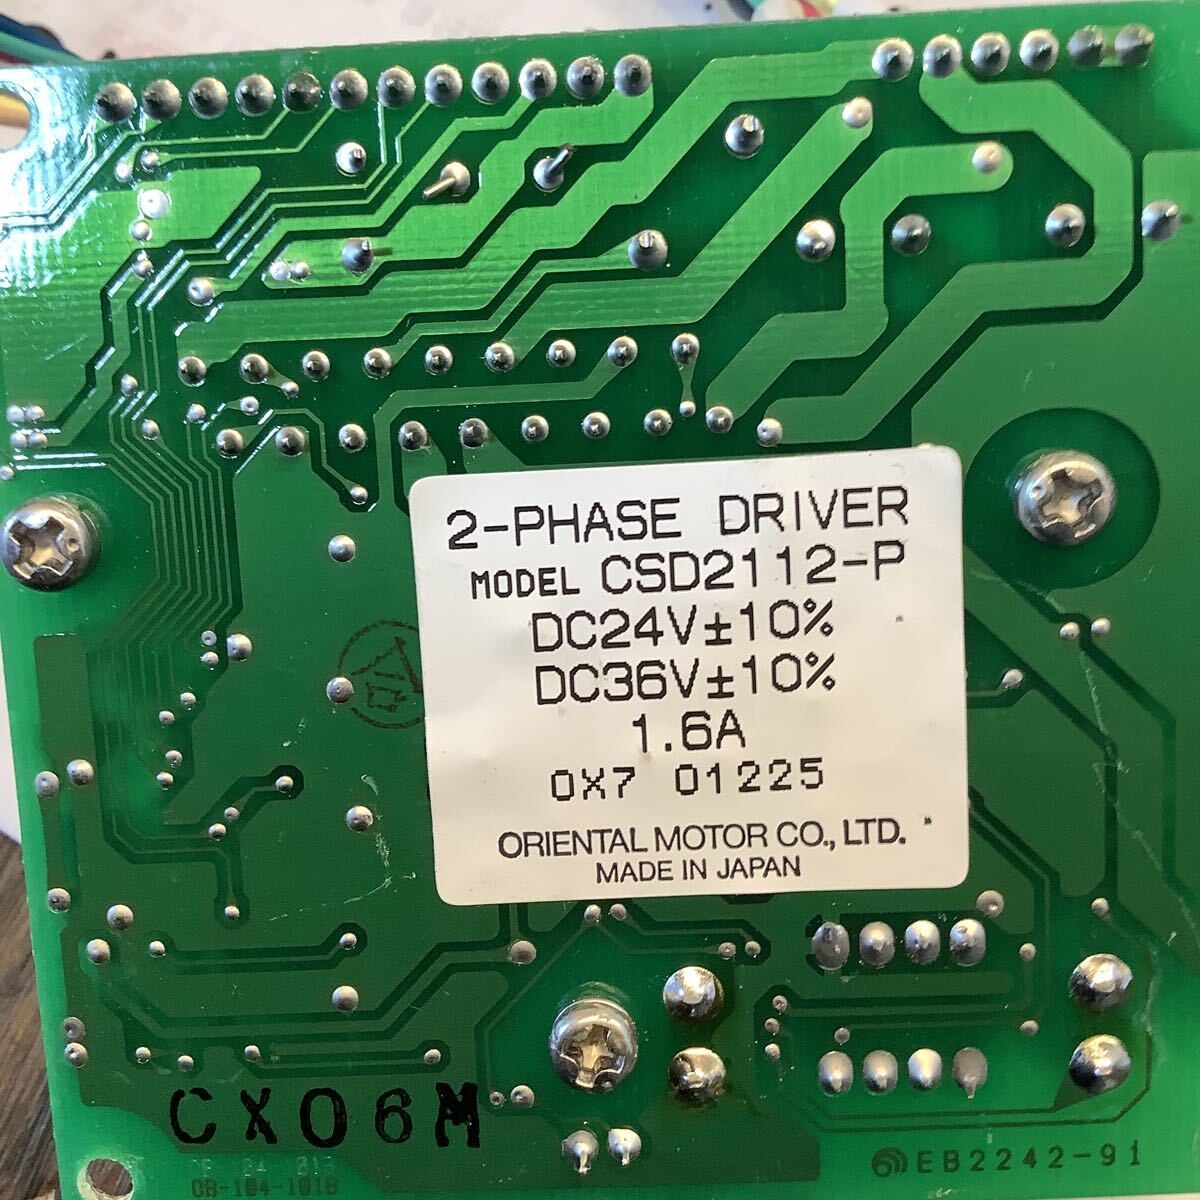 2-PHASE DRIVER
MODEL CSD2112-P
DC24V±10%
DC36V±10%
1.6A
0X7 01225
ORIENTAL MOTOR CO., LTD.
MADE IN JAPAN
CX06M
EB2242-91